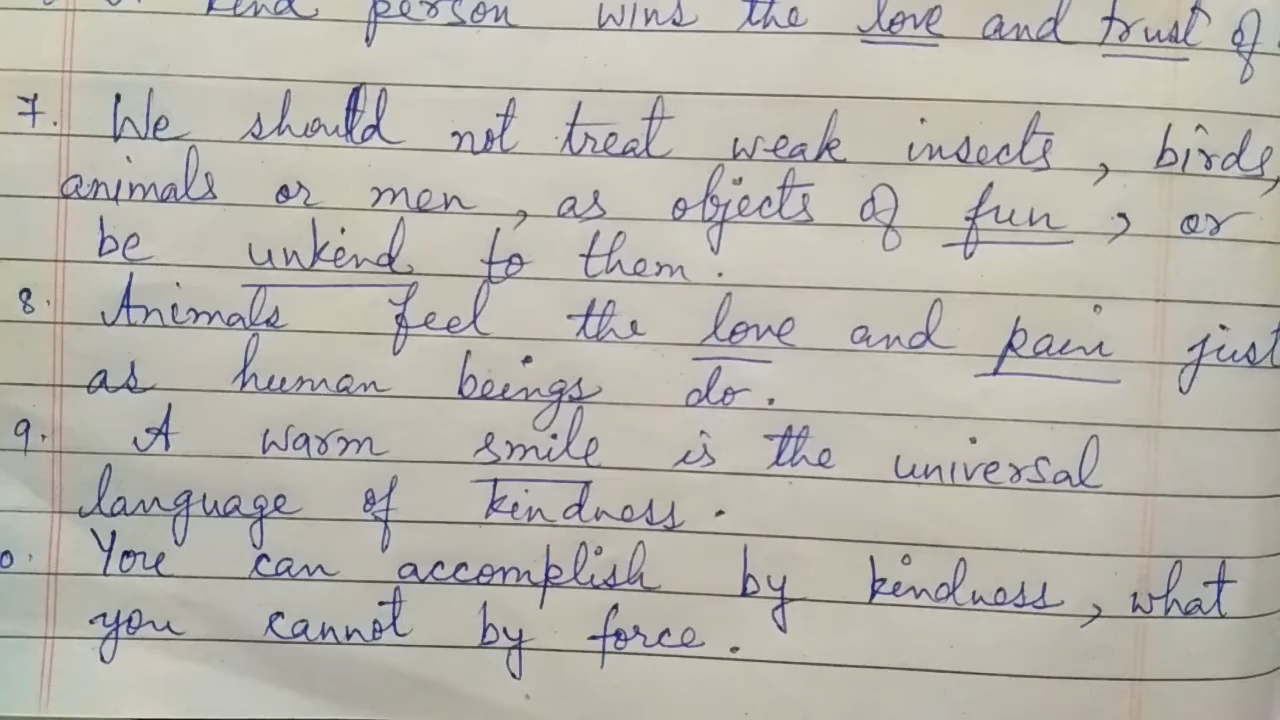 kind person wins the love and trust of
7. We should not treat weak insects, birds,
animals or men, as objects of fun, or
be unkind to them.
8. Animals feel the love and pain just
as human beings do.
9. A warm smile is the universal
language of kindness.
0. You can accomplish by kindness, what
you cannot by force.